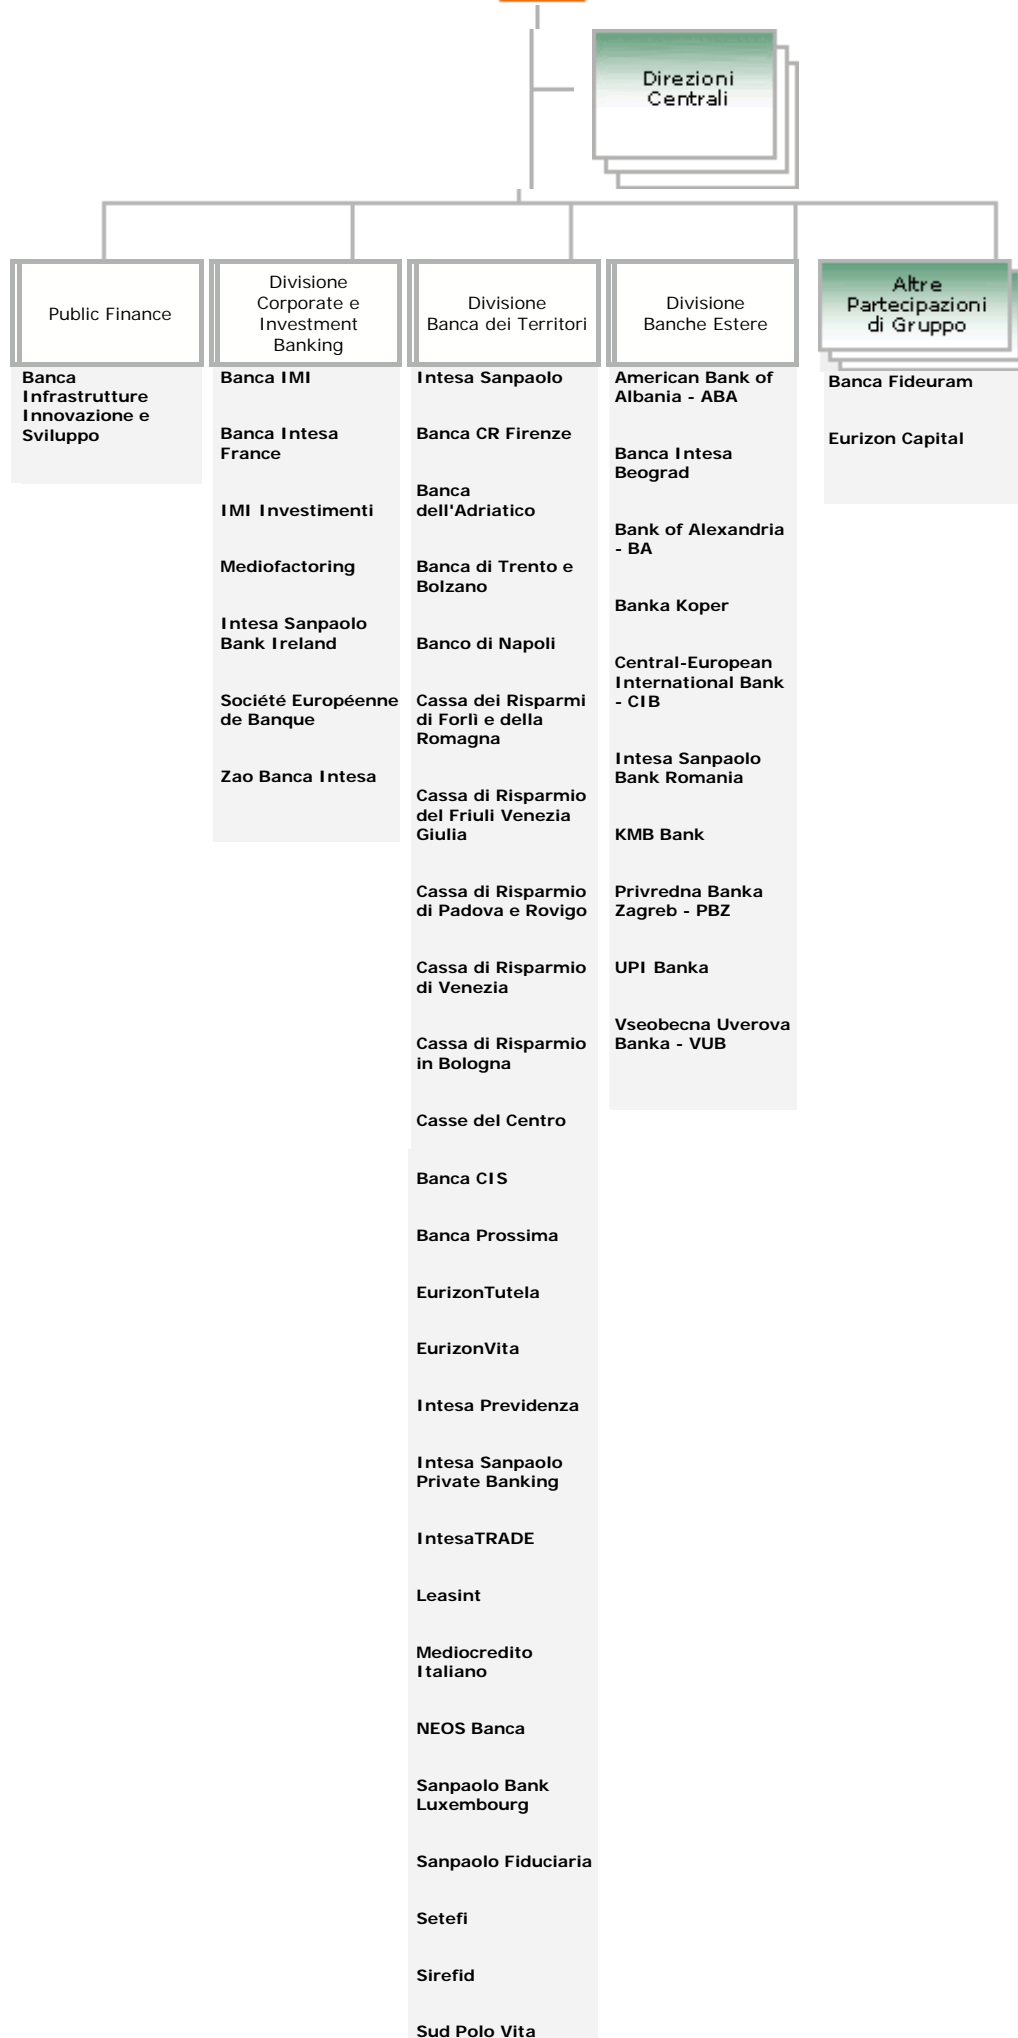 Direzioni
Centrali
Public Finance
Divisione
Corporate e
Investment
Banking
Divisione
Banca dei Territori
Divisione
Banche Estere
Altre
Partecipazioni
di Gruppo
Banca
Infrastrutture
Innovazione e
Sviluppo
Banca IMI
Banca Intesa
France
IMI Investimenti
Mediofactoring
Intesa Sanpaolo
Bank Ireland
Société Européenne
de Banque
Zao Banca Intesa
Intesa Sanpaolo
Banca CR Firenze
Banca
dell'Adriatico
Banca di Trento e
Bolzano
Banco di Napoli
Cassa dei Risparmi
di Forlì e della
Romagna
Cassa di Risparmio
del Friuli Venezia
Giulia
Cassa di Risparmio
di Padova e Rovigo
Cassa di Risparmio
di Venezia
Cassa di Risparmio
in Bologna
Casse del Centro
Banca CIS
Banca Prossima
EurizonTutela
EurizonVita
Intesa Previdenza
Intesa Sanpaolo
Private Banking
IntesaTRADE
Leasint
Mediocredito
Italiano
NEOS Banca
Sanpaolo Bank
Luxembourg
Sanpaolo Fiduciaria
Setefi
Sirefid
Sud Polo Vita
American Bank of
Albania - ABA
Banca Intesa
Beograd
Bank of Alexandria
- BA
Banka Koper
Central-European
International Bank
- CIB
Intesa Sanpaolo
Bank Romania
KMB Bank
Privredna Banka
Zagreb - PBZ
UPI Banka
Vseobecna Uverova
Banka - VUB
Banca Fideuram
Eurizon Capital